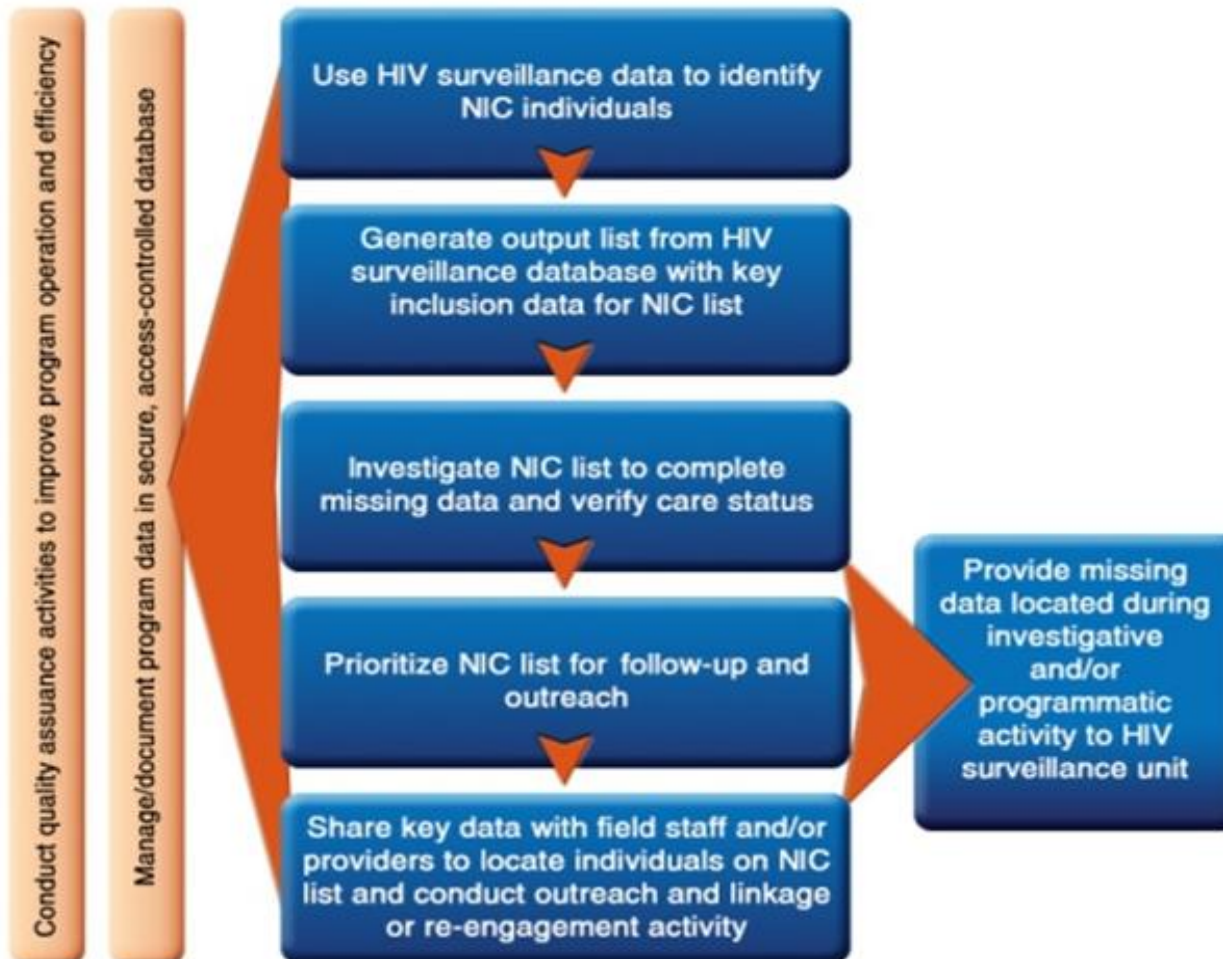 Conduct quality assuance activities to improve program operation and efficiency
Manage/document program data in secure, access-controlled database
Use HIV surveillance data to identify
NIC individuals
Generate output list from HIV
surveillance database with key
inclusion data for NIC list
Investigate NIC list to complete
missing data and verify care status
Prioritize NIC list for follow-up and
outreach
Share key data with field staff and/or
providers to locate individuals on NIC
list and conduct outreach and linkage
or re-engagement activity
Provide missing
data located during
investigative
and/or
programmatic
activity to HIV
surveillance unit